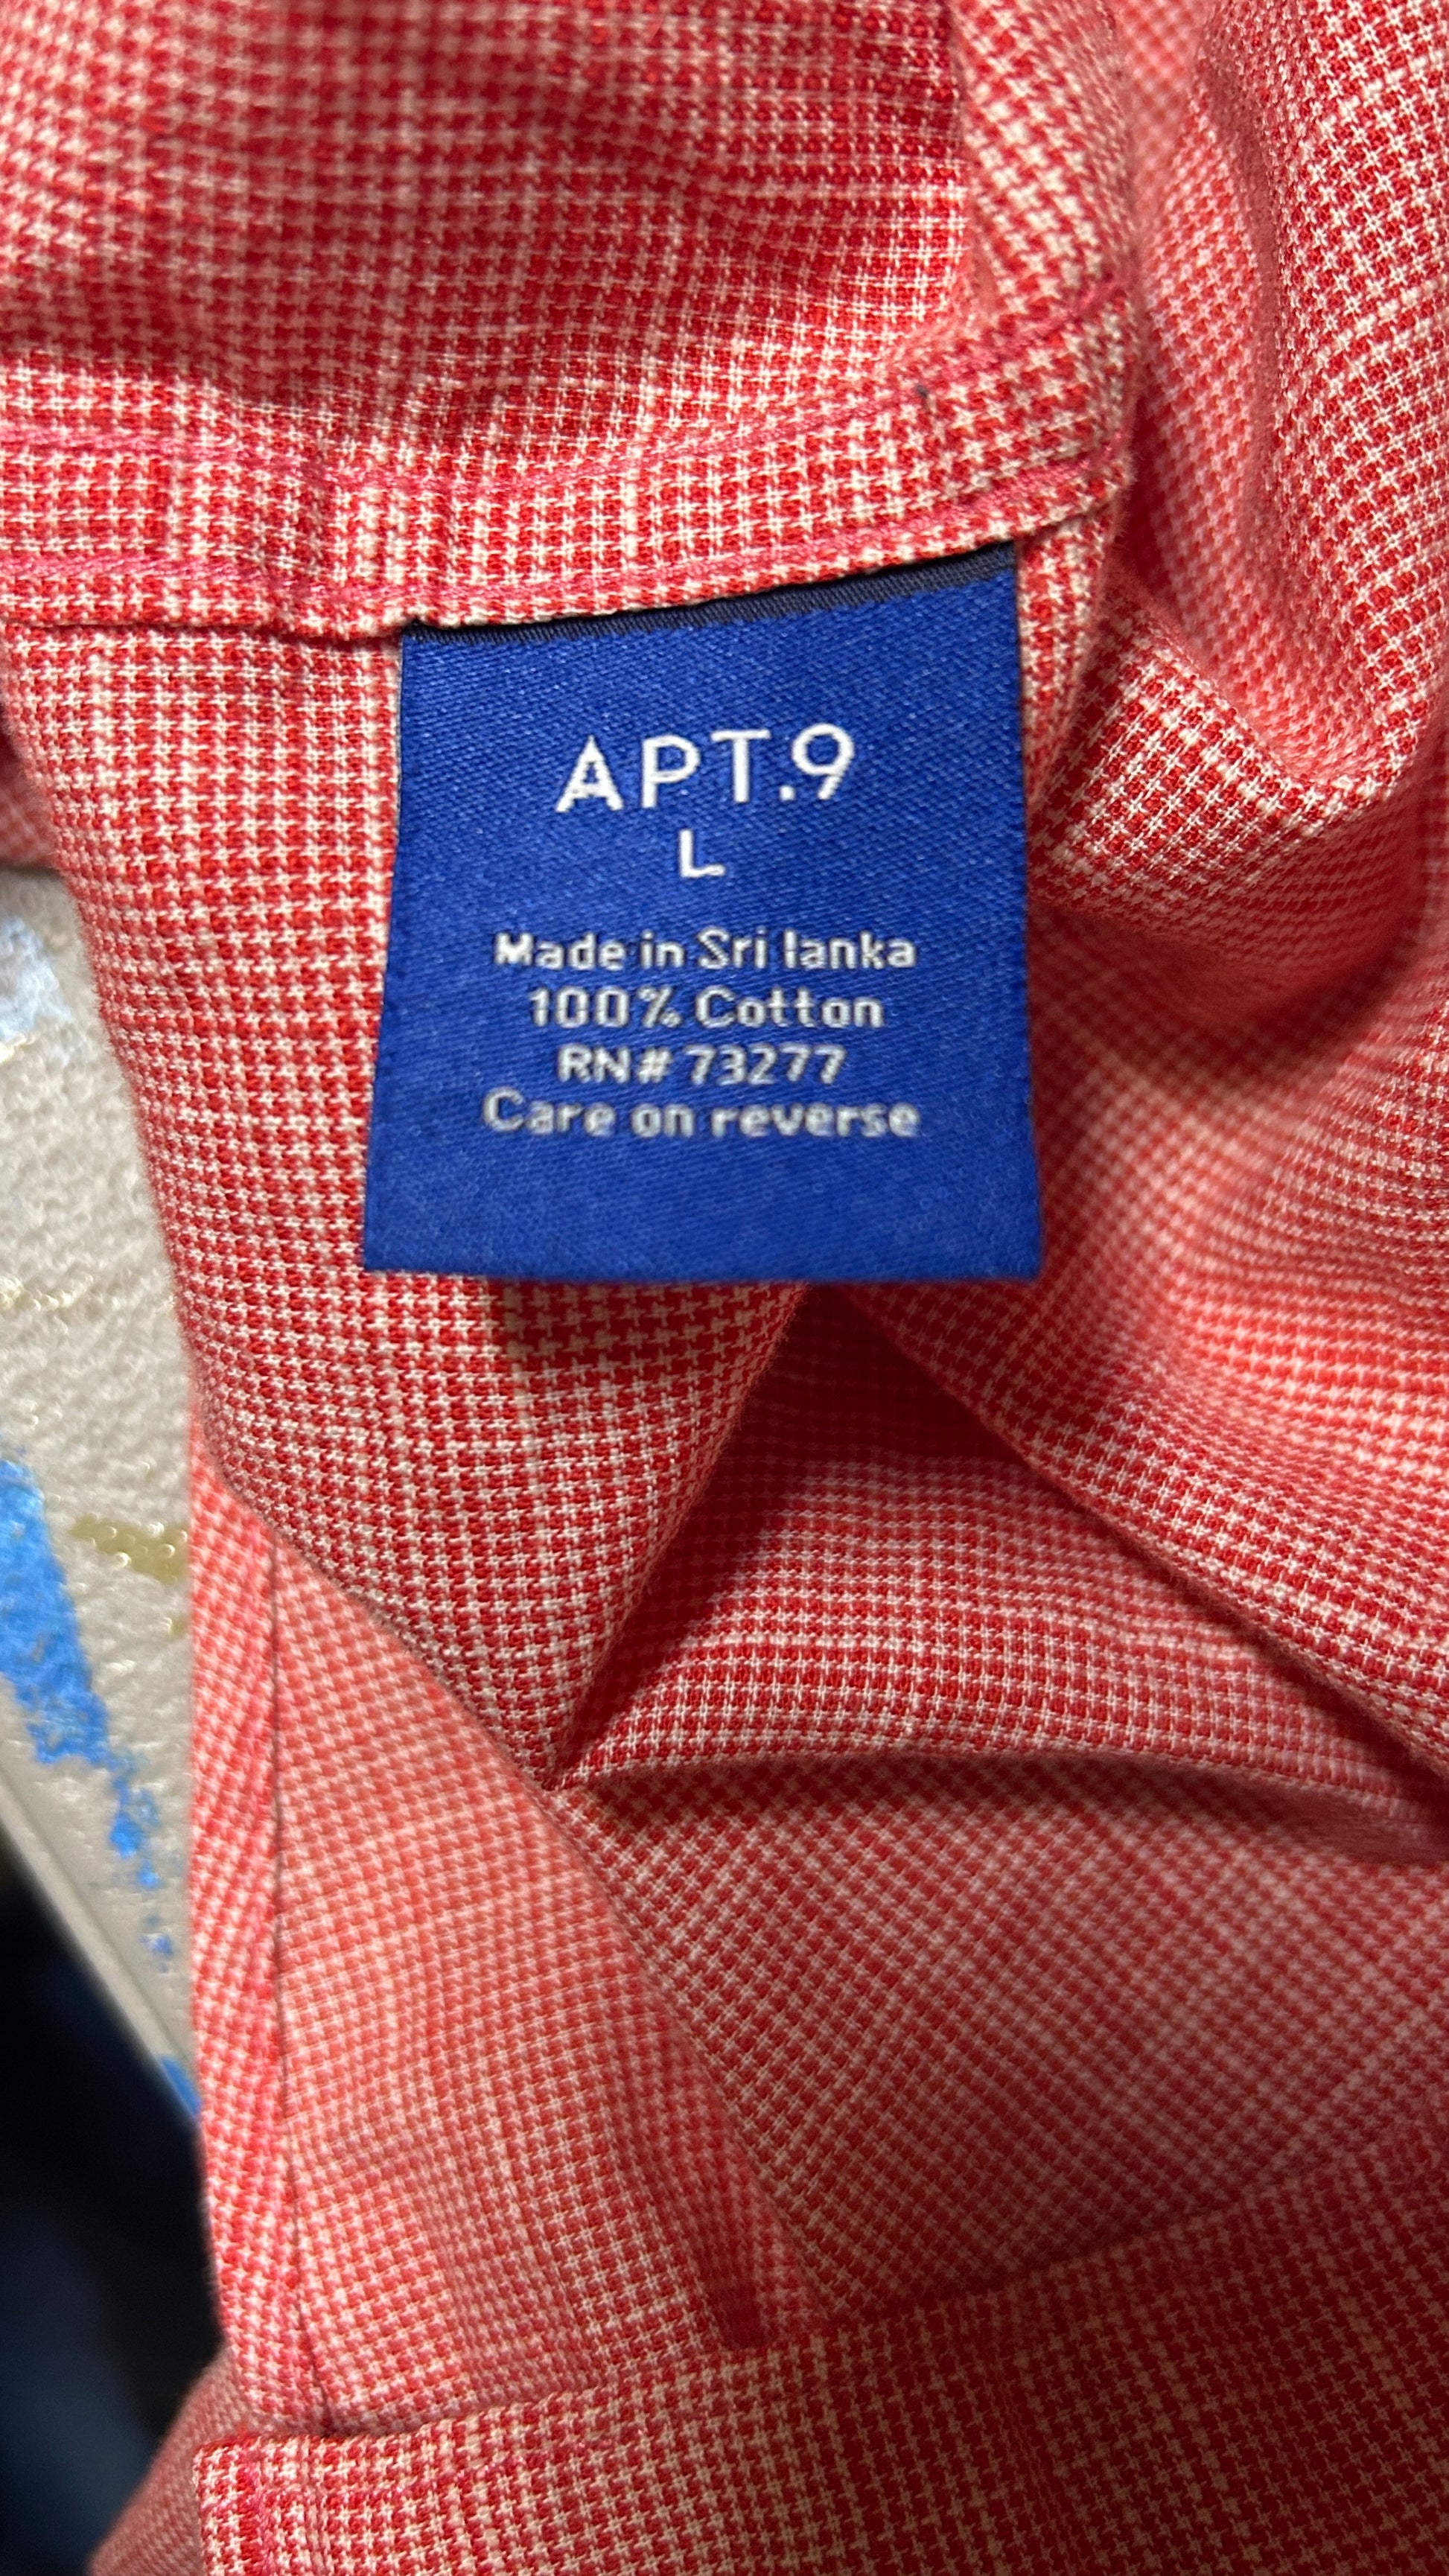 APT.9
L
Made in Sri lanka
100% Cotton
RN# 73277
Care on reverse